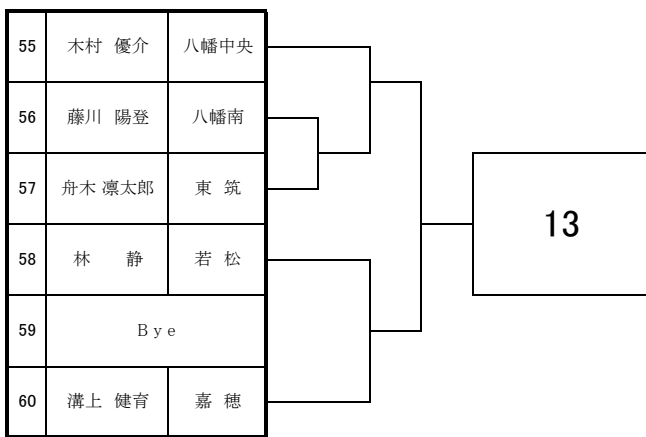 55 木村 優介 八幡中央
56 藤川 陽登 八幡南
57 舟木 凛太郎 東 筑
58 林 静 若 松
59 Bye
60 溝上 健育 嘉 穂
13